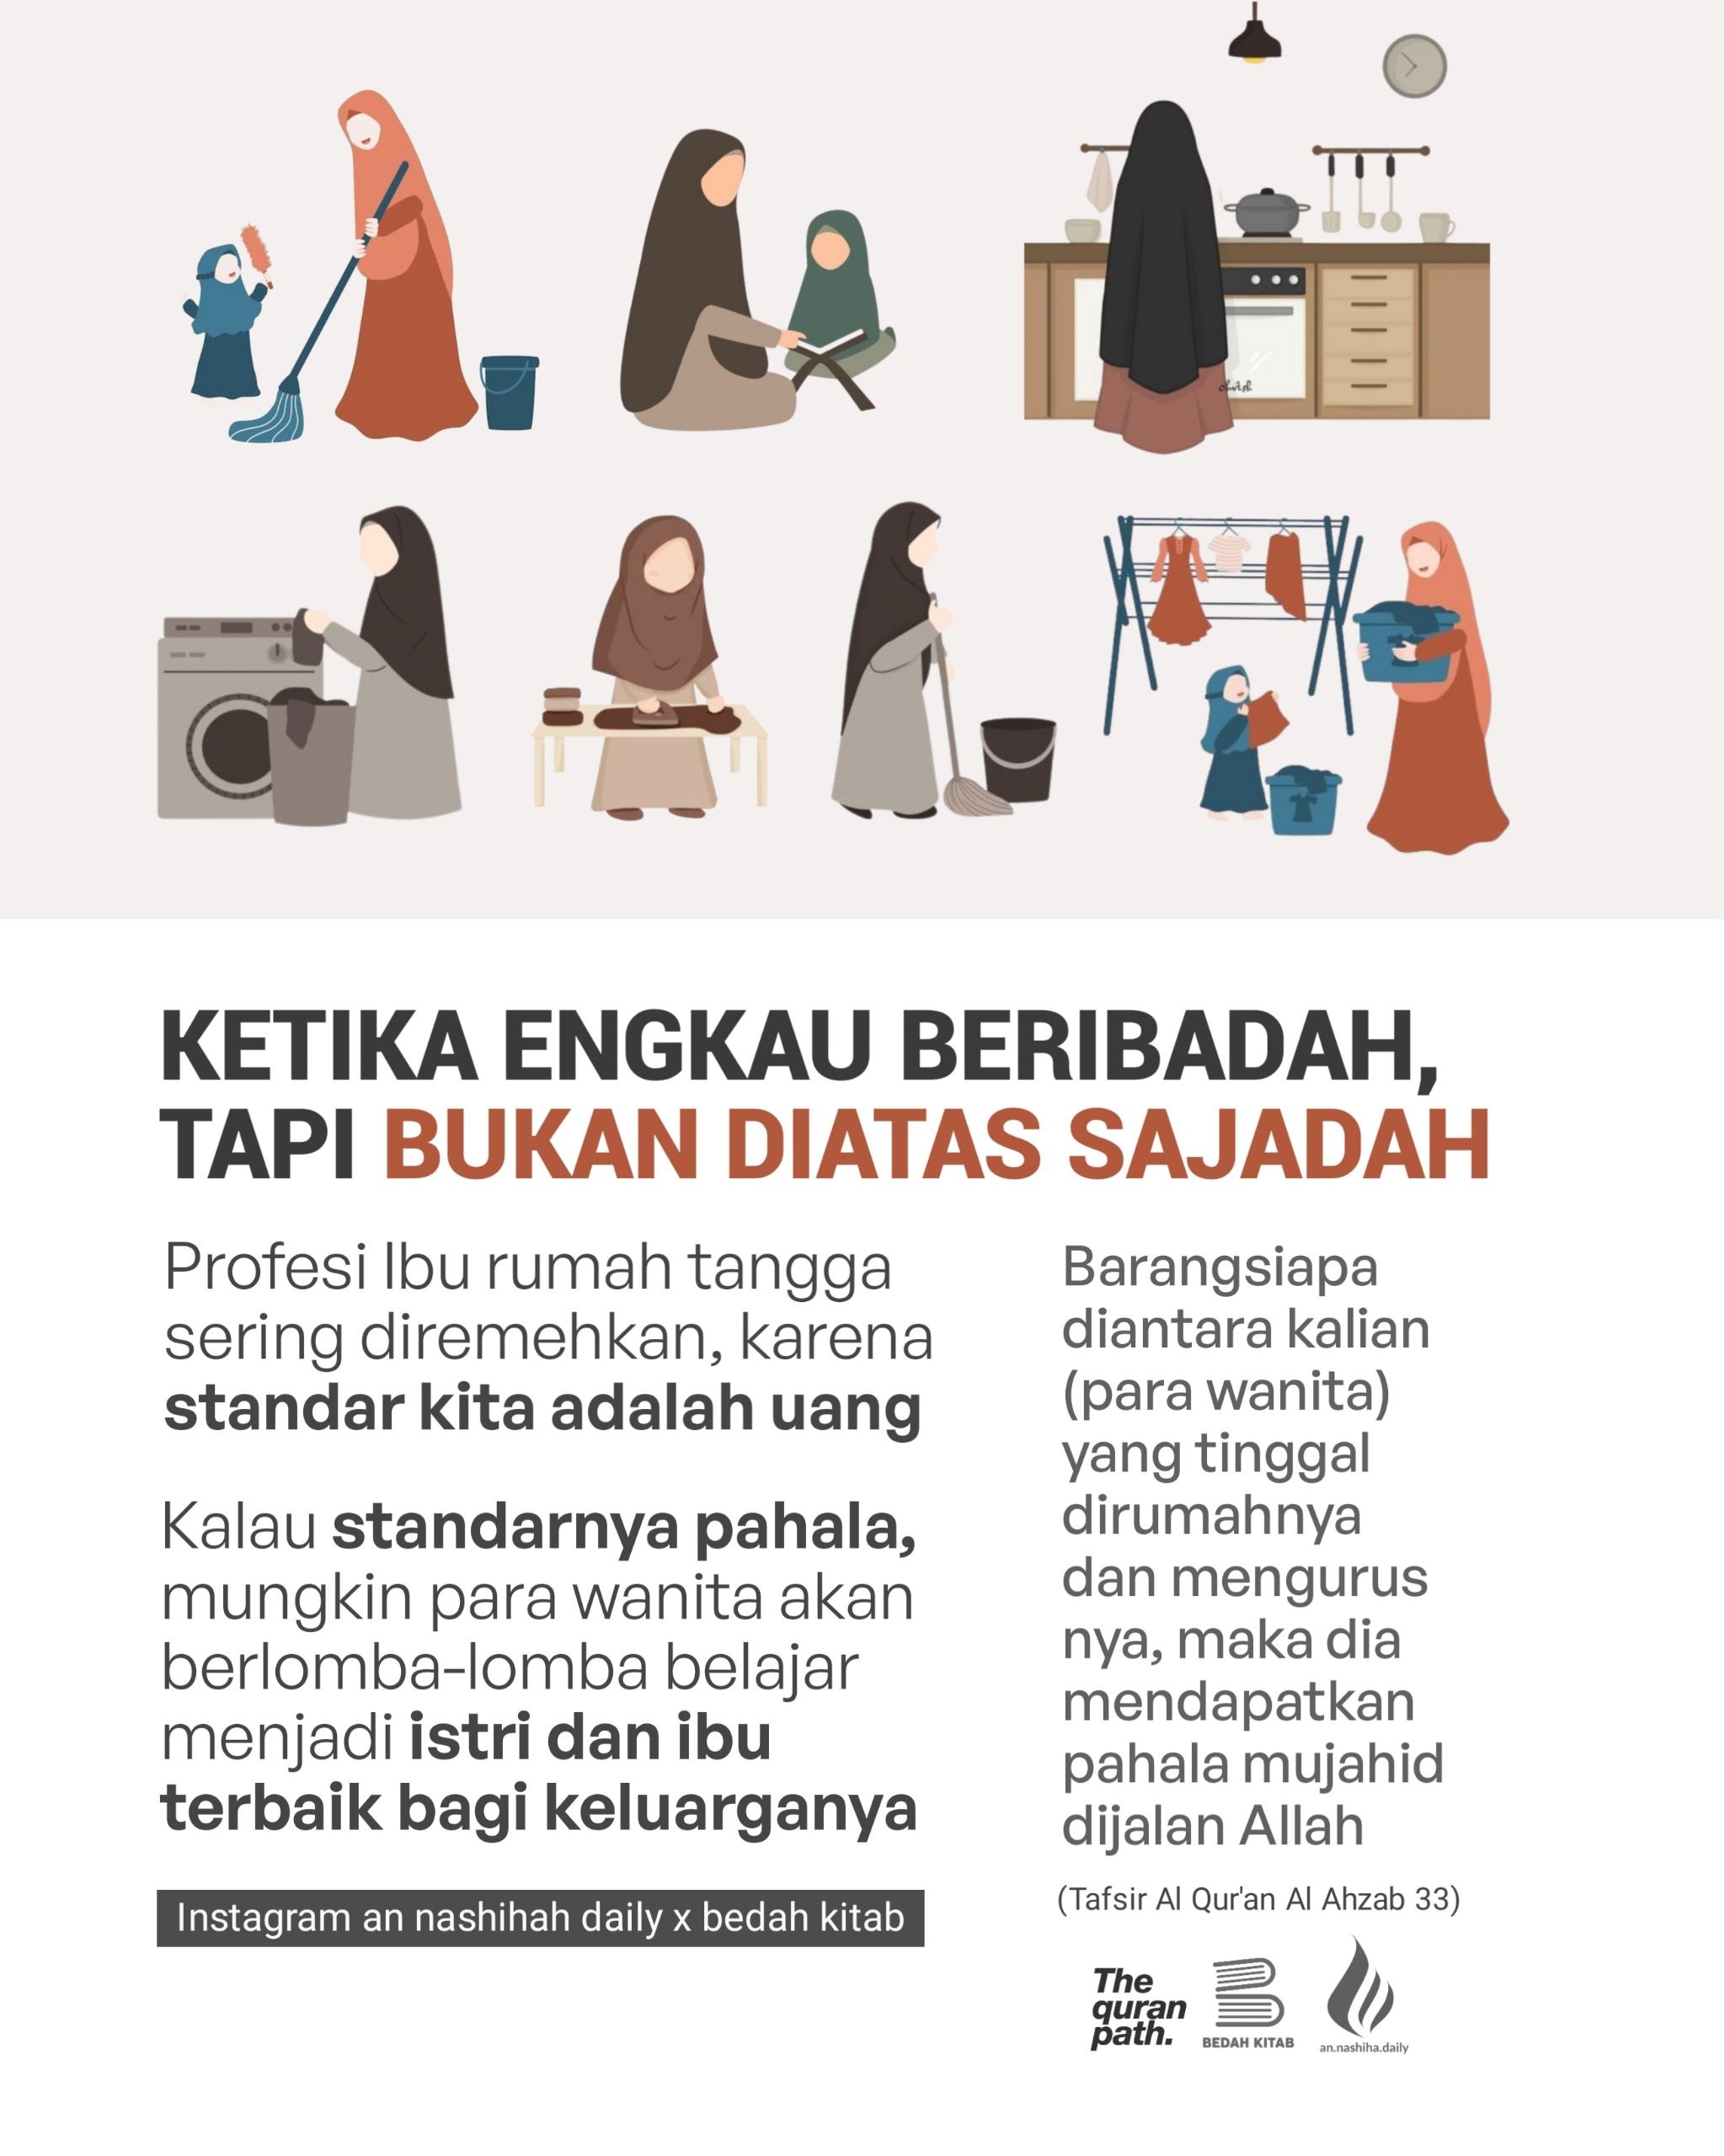 KETIKA ENGKAU BERIBADAH,
TAPI BUKAN DIATAS SAJADAH
Profesi Ibu rumah tangga
sering diremehkan, karena
standar kita adalah uang
Kalau standarnya pahala,
mungkin para wanita akan
berlomba-lomba belajar
menjadi istri dan ibu
terbaik bagi keluarganya
Instagram an nashihah daily x bedah kitab
Barangsiapa
diantara kalian
(para wanita)
yang tinggal
dirumahnya
dan mengurus
nya, maka dia
mendapatkan
pahala mujahid
dijalan Allah
(Tafsir Al Qur'an Al Ahzab 33)
The
quran
path.
BEDAH KITAB
an.nashiha.daily